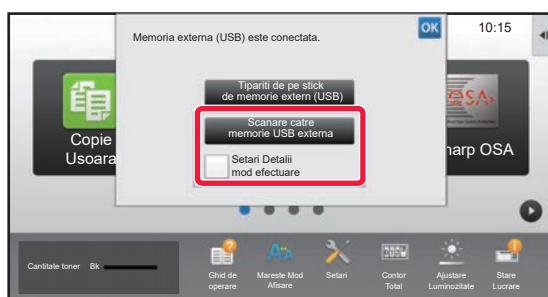 Memoria externa (USB) este conectata.
OK
10:15
Tipariti de pe stick
de memorie extern (USB)
Scanare catre
memorie USB externa
Setari Detalii
mod efectuare
Copie
Usoara
OSA
harp OSA
Cantitate toner Bk
Ghid de
operare
Mareste Mod
Afisare
Setari
Contor
Total
Ajustare
Luminozitate
Stare
Lucrare